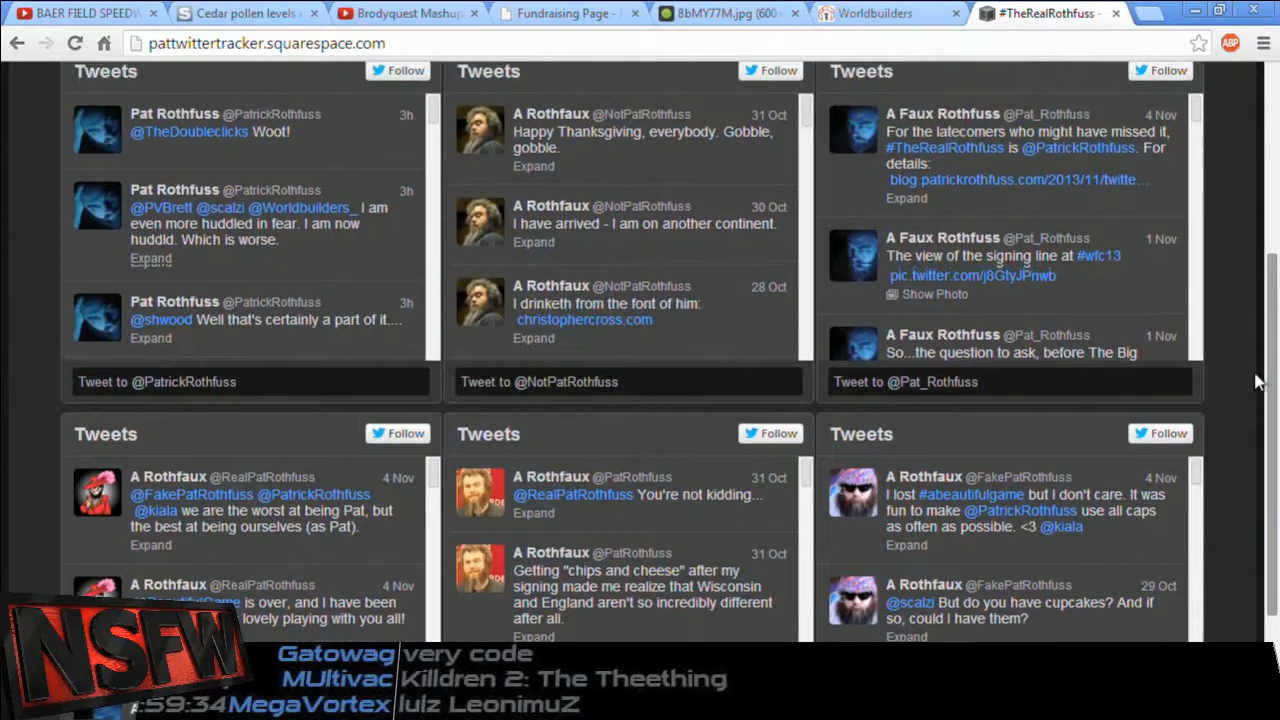 BAER FIELD SPEEDW
Cedar pollen levels
Brodyquest Mashup
Fundraising Page -
8bMY77M.jpg (600
Worldbuilders
#TheRealRothfuss -
pattwittertracker.squarespace.com
ABP
Tweets
Follow
Pat Rothfuss @PatrickRothfuss 3h
@TheDoubleclicks Woot!
Pat Rothfuss @PatrickRothfuss 3h
@PVBrett @scalzi @Worldbuilders_ I am
even more huddled in fear. I am now
huddld. Which is worse.
Expand
Pat Rothfuss @PatrickRothfuss 3h
@shwood Well that's certainly a part of it....
Expand
Tweet to @PatrickRothfuss
Tweets
Follow
A Rothfaux @NotPatRothfuss 31 Oct
Happy Thanksgiving, everybody. Gobble,
gobble.
Expand
A Rothfaux @NotPatRothfuss 30 Oct
I have arrived - I am on another continent.
Expand
A Rothfaux @NotPatRothfuss 28 Oct
I drinketh from the font of him:
christophercross.com
Expand
Tweet to @NotPatRothfuss
Tweets
Follow
A Faux Rothfuss @Pat_Rothfuss 4 Nov
For the latecomers who might have missed it,
#TheRealRothfuss is @PatrickRothfuss. For
details:
blog.patrickrothfuss.com/2013/11/twitte...
Expand
A Faux Rothfuss @Pat_Rothfuss 1 Nov
The view of the signing line at #wfc13
pic.twitter.com/j8GtyJPnwb
Show Photo
A Faux Rothfuss @Pat_Rothfuss 1 Nov
So...the question to ask, before The Big
Tweet to @Pat_Rothfuss
Tweets
Follow
A Rothfaux @RealPatRothfuss 4 Nov
@FakePatRothfuss @PatrickRothfuss
@kiala we are the worst at being Pat, but
the best at being ourselves (as Pat).
Expand
A Rothfaux @RealPatRothfuss 4 Nov
#ABeautifulGame is over, and I have been
lovely playing with you all!
Tweets
Follow
A Rothfaux @PatRothfuss 31 Oct
@RealPatRothfuss You're not kidding...
Expand
A Rothfaux @PatRothfuss 31 Oct
Getting "chips and cheese" after my
signing made me realize that Wisconsin
and England aren't so incredibly different
after all.
Expand
Tweets
Follow
A Rothfaux @FakePatRothfuss 4 Nov
I lost #abeautifulgame but I don't care. It was
fun to make @PatrickRothfuss use all caps
as often as possible. <3 @kiala
Expand
A Rothfaux @FakePatRothfuss 29 Oct
@scalzi But do you have cupcakes? And if
so, could I have them?
Expand
NSFW
Gatowag very code
MUltivac Killdren 2: The Theething
:59:34 MegaVortex lulz LeonimuZ